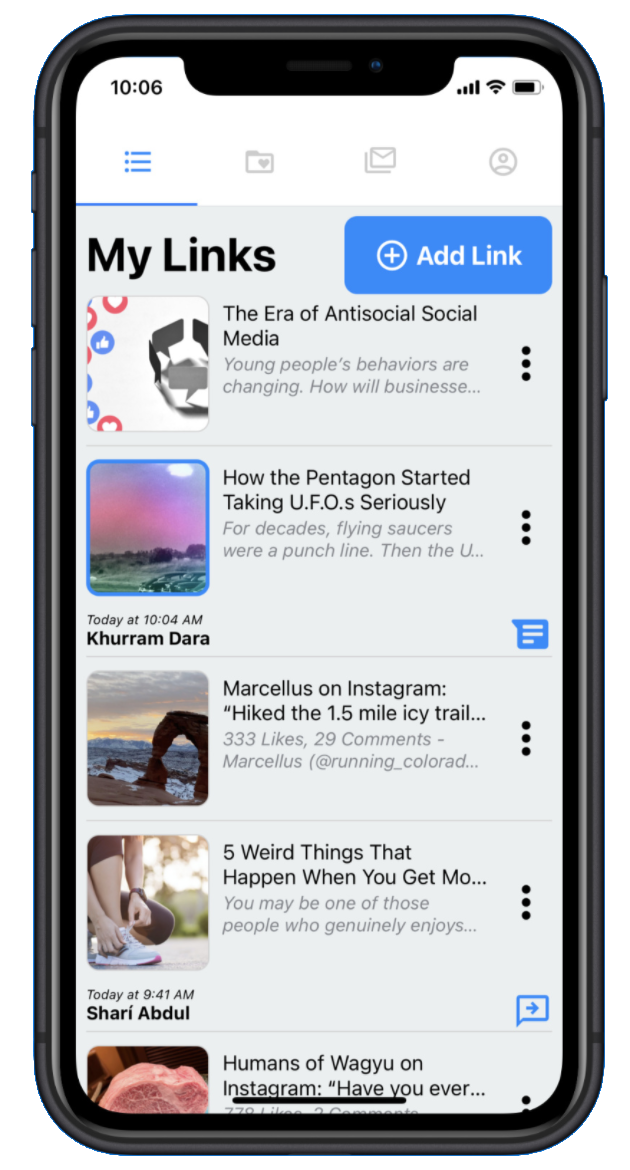 10:06
My Links
Add Link
The Era of Antisocial Social
Media
Young people’s behaviors are
changing. How will businesse...
How the Pentagon Started
Taking U.F.O.s Seriously
For decades, flying saucers
were a punch line. Then the U...
Today at 10:04 AM
Khurram Dara
Marcellus on Instagram:
“Hiked the 1.5 mile icy trail...
333 Likes, 29 Comments -
Marcellus (@running_colorad...
5 Weird Things That
Happen When You Get Mo...
You may be one of those
people who genuinely enjoys...
Today at 9:41 AM
Sharí Abdul
Humans of Wagyu on
Instagram: “Have you ever...
778 Likes, 2 Comments